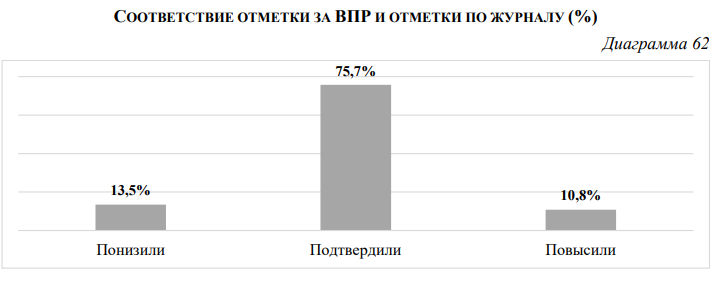 СООТВЕТСТВИЕ ОТМЕТКИ ЗА ВПР И ОТМЕТКИ ПО ЖУРНАЛУ (%)
Диаграмма 62
75,7%
13,5%
10,8%
Понизили Подтвердили Повысили